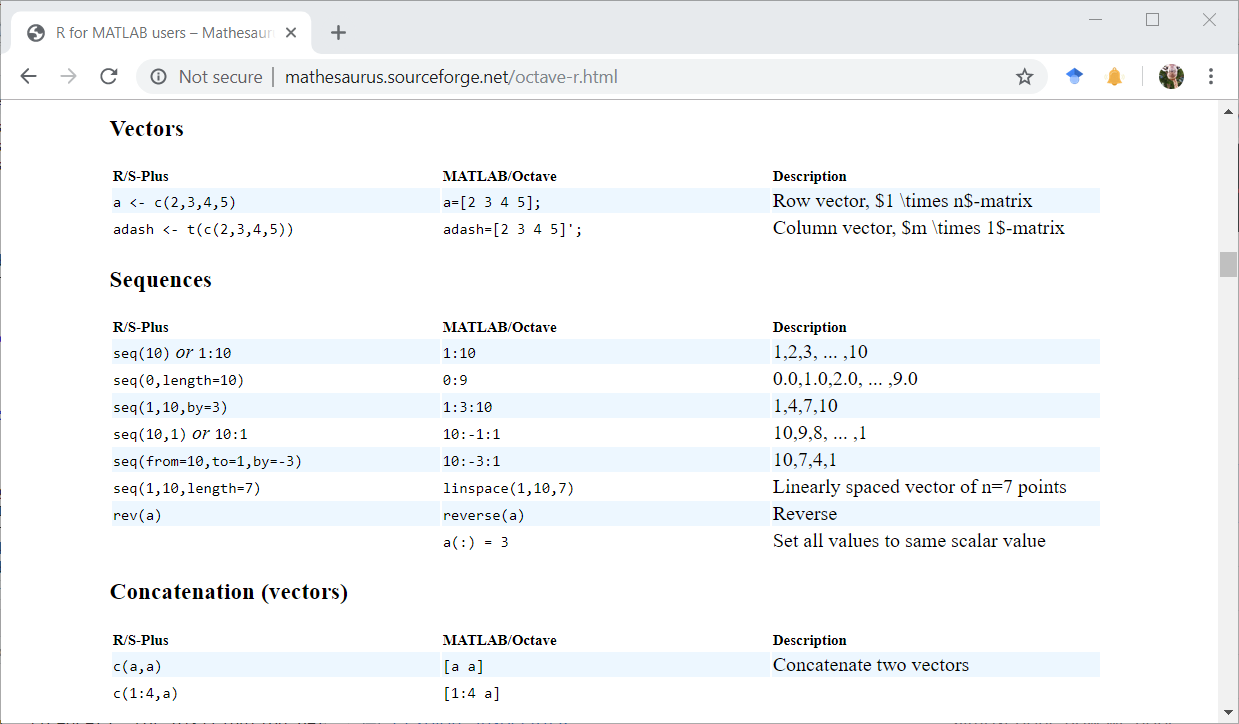 R for MATLAB users – Mathesaur
Not secure | mathesaurus.sourceforge.net/octave-r.html
Vectors
R/S-Plus MATLAB/Octave Description
a <- c(2,3,4,5) a=[2 3 4 5]; Row vector, $1 \times n$-matrix
adash <- t(c(2,3,4,5)) adash=[2 3 4 5]'; Column vector, $m \times 1$-matrix
Sequences
R/S-Plus MATLAB/Octave Description
seq(10) or 1:10 1:10 1,2,3, ... ,10
seq(0,length=10) 0:9 0.0,1.0,2.0, ... ,9.0
seq(1,10,by=3) 1:3:10 1,4,7,10
seq(10,1) or 10:1 10:-1:1 10,9,8, ... ,1
seq(from=10,to=1,by=-3) 10:-3:1 10,7,4,1
seq(1,10,length=7) linspace(1,10,7) Linearly spaced vector of n=7 points
rev(a) reverse(a) Reverse
a(:) = 3 Set all values to same scalar value
Concatenation (vectors)
R/S-Plus MATLAB/Octave Description
c(a,a) [a a] Concatenate two vectors
c(1:4,a) [1:4 a]